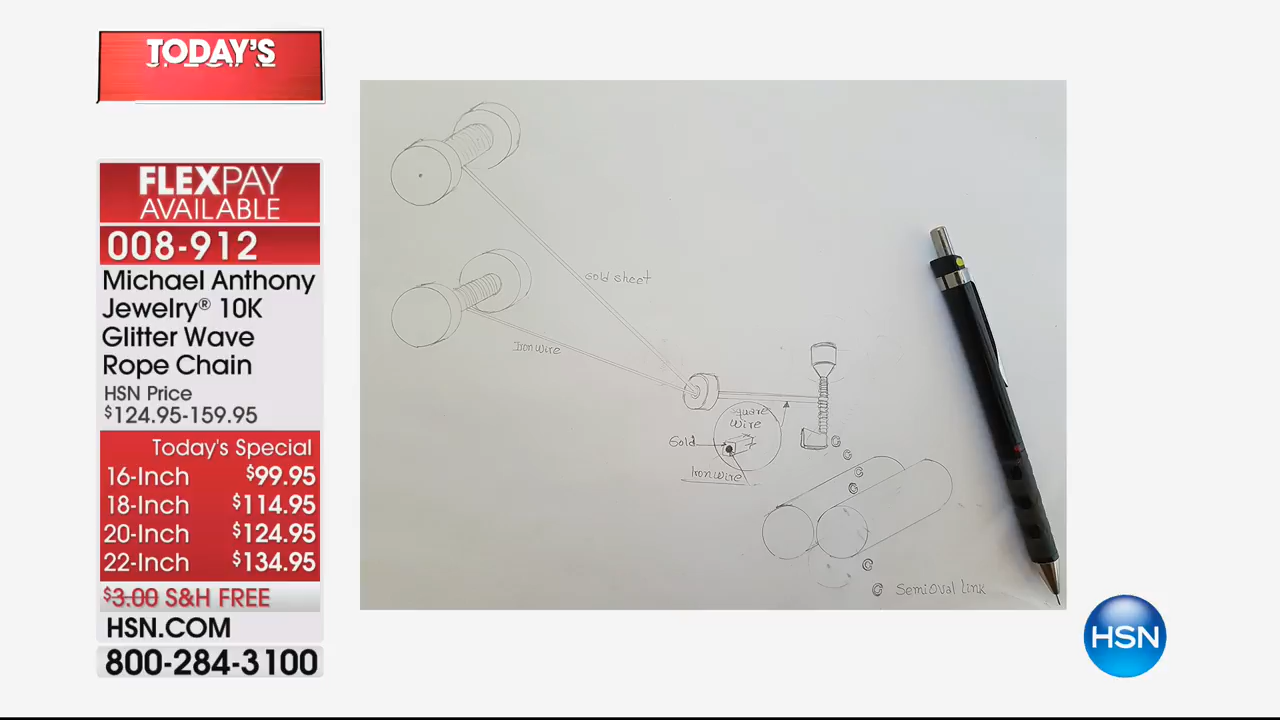 TODAY'S
FLEXPAY
AVAILABLE
008-912
Michael Anthony
Jewelry® 10K
Glitter Wave
Rope Chain
HSN Price
$124.95-159.95
Today's Special
16-Inch $99.95
18-Inch $114.95
20-Inch $124.95
22-Inch $134.95
$3.00 S&H FREE
HSN.COM
800-284-3100
Gold sheet
Iron wire
Square
Wire
Gold
Iron wire
Semi Oval Link
HSN